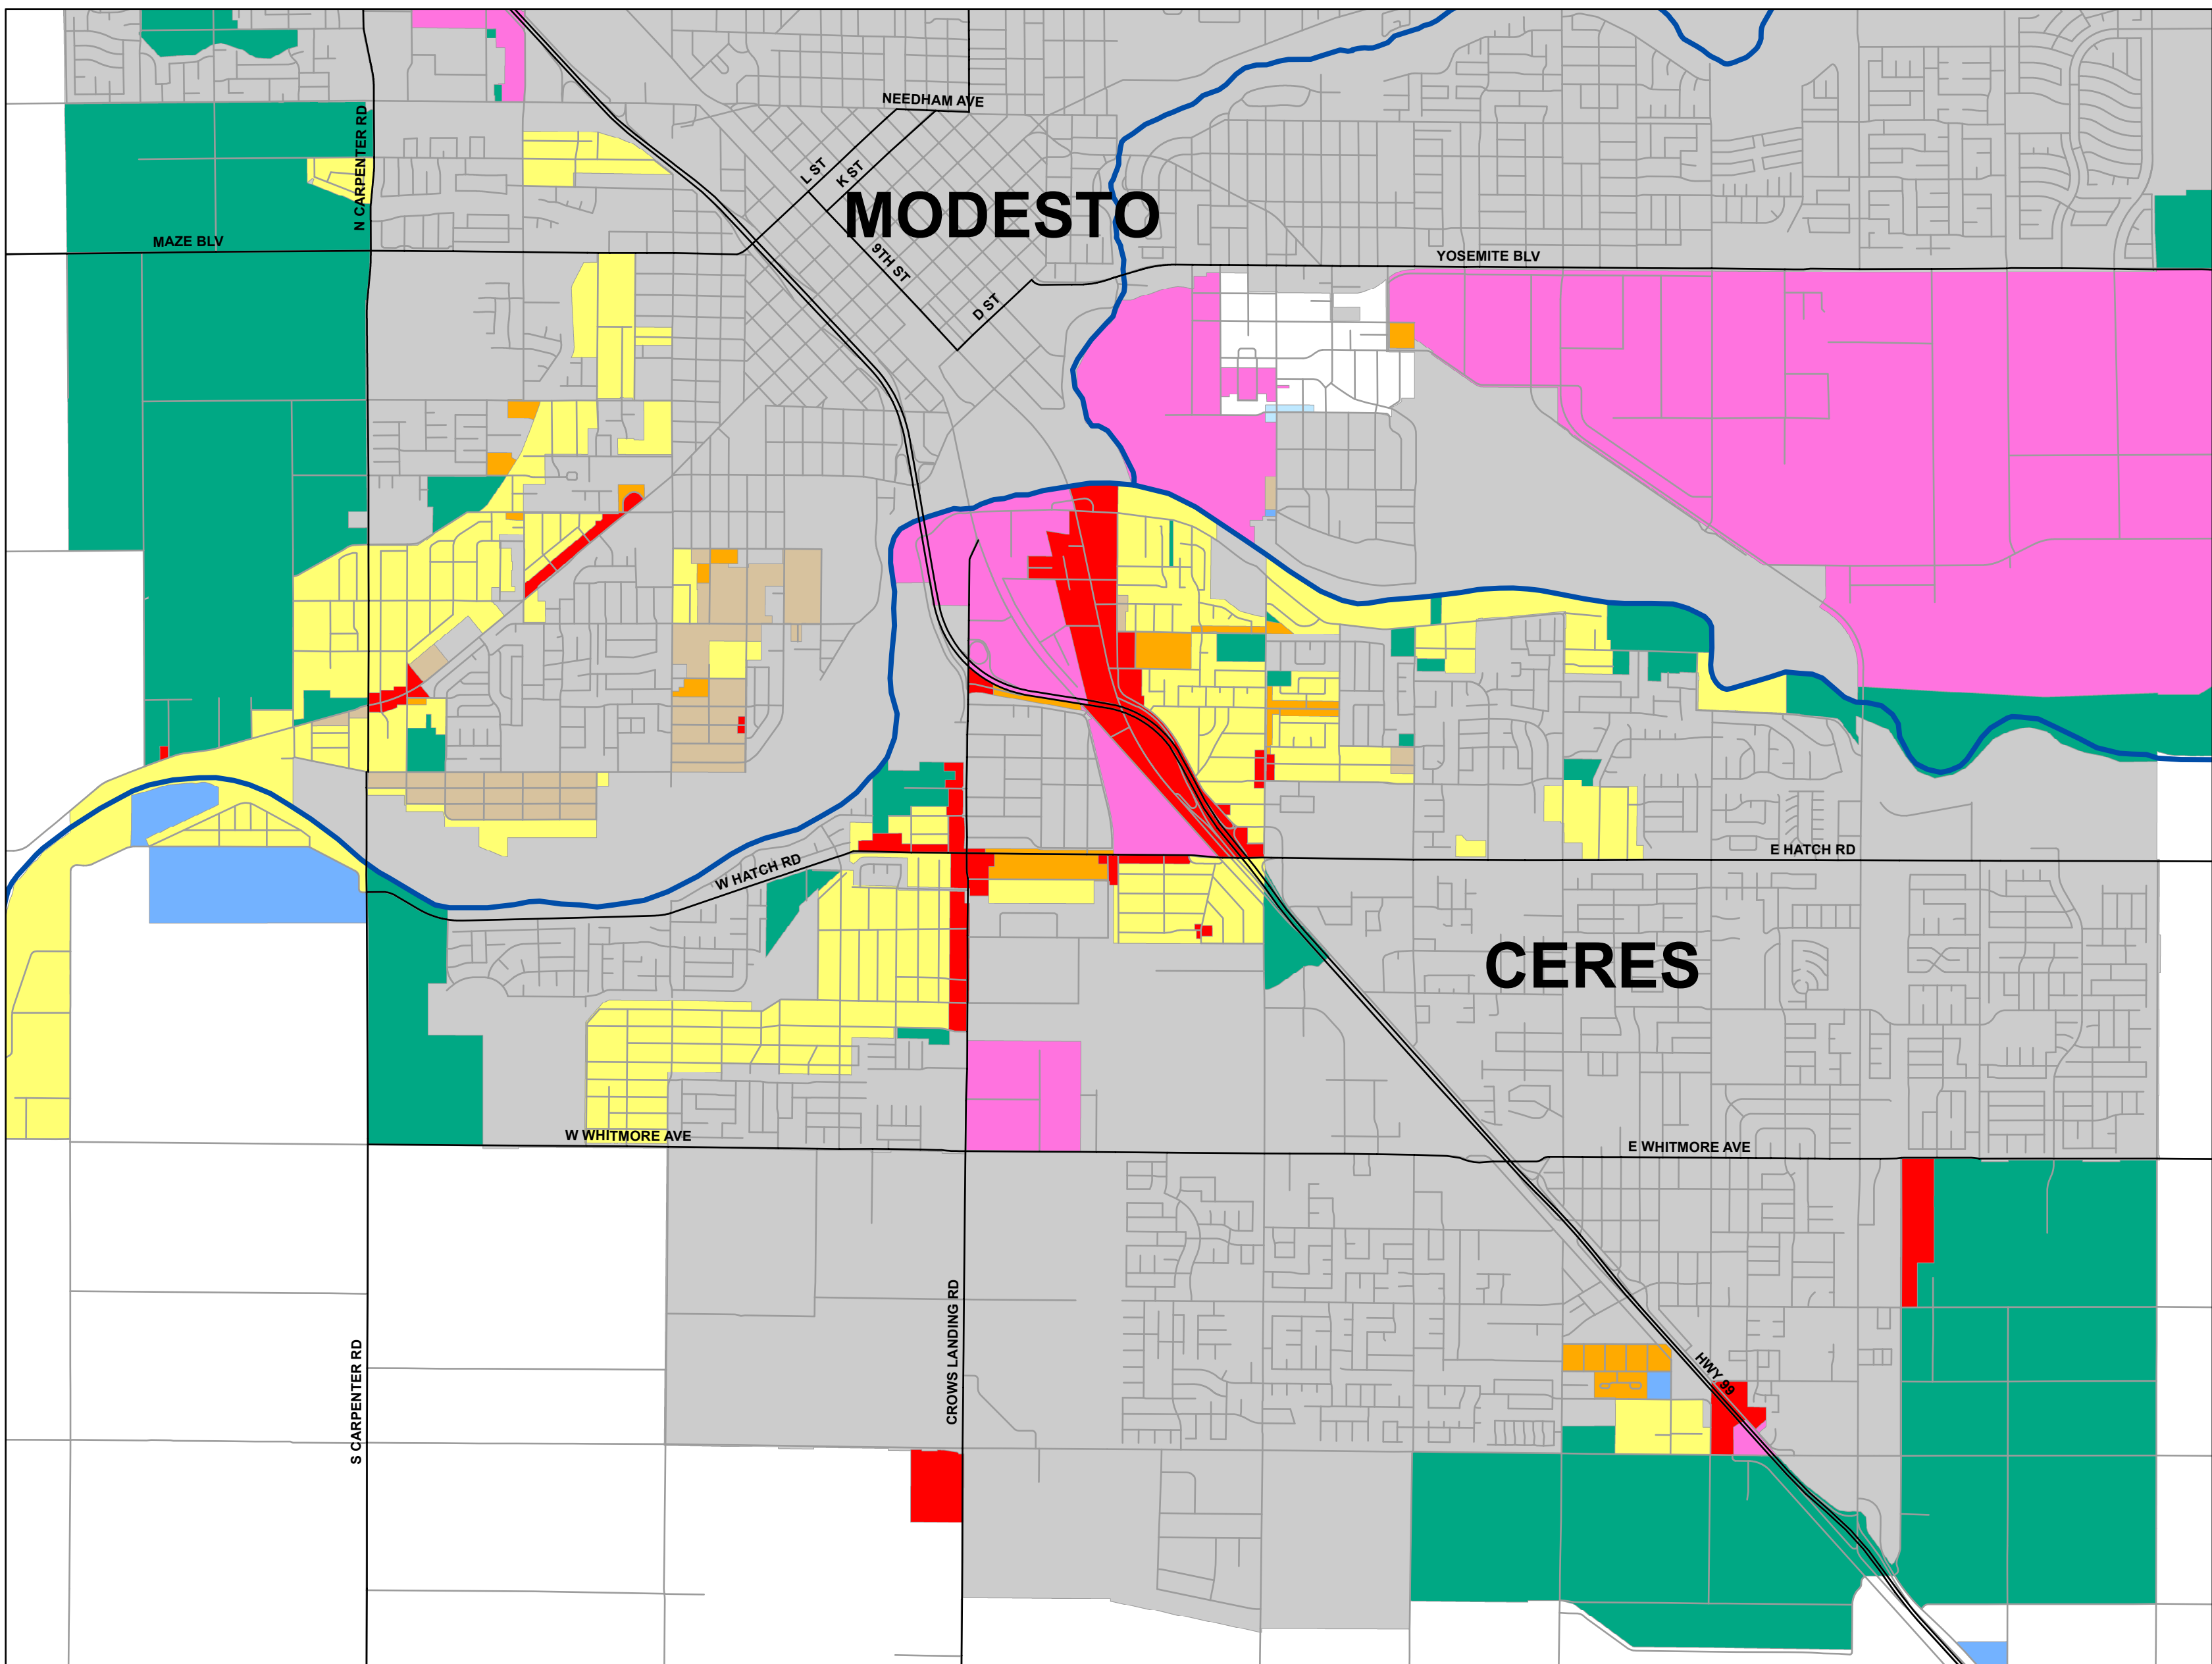 NEEDHAM AVE
N CARPENTER RD
L ST
K ST
MODESTO
MAZE BLV
9TH ST
YOSEMITE BLV
D ST
W HATCH RD
E HATCH RD
CERES
W WHITMORE AVE
E WHITMORE AVE
CROWS LANDING RD
S CARPENTER RD
HWY 99